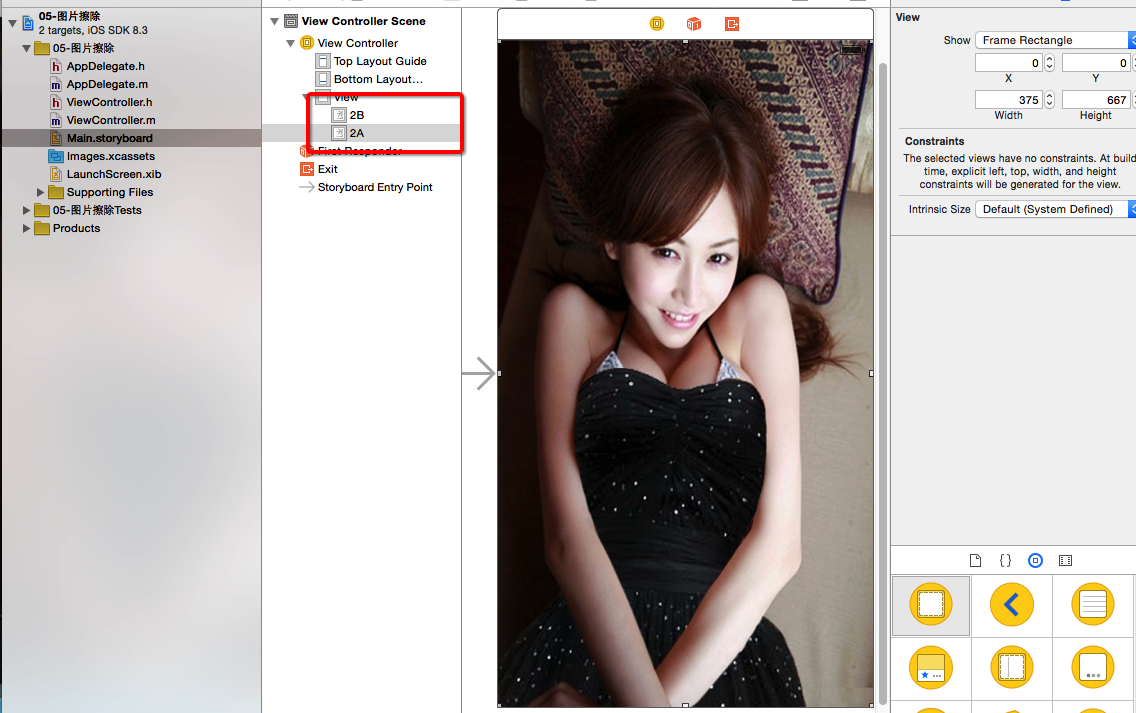 05-图片擦除
2 targets, iOS SDK 8.3
05-图片擦除
AppDelegate.h
AppDelegate.m
ViewController.h
ViewController.m
Main.storyboard
Images.xcassets
LaunchScreen.xib
Supporting Files
05-图片擦除Tests
Products
View Controller Scene
View Controller
Top Layout Guide
Bottom Layout...
View
2B
2A
First Responder
Exit
Storyboard Entry Point
View
Show Frame Rectangle
0 0
X Y
375 667
Width Height
Constraints
The selected views have no constraints. At build
time, explicit left, top, width, and height
constraints will be generated for the view.
Intrinsic Size Default (System Defined)